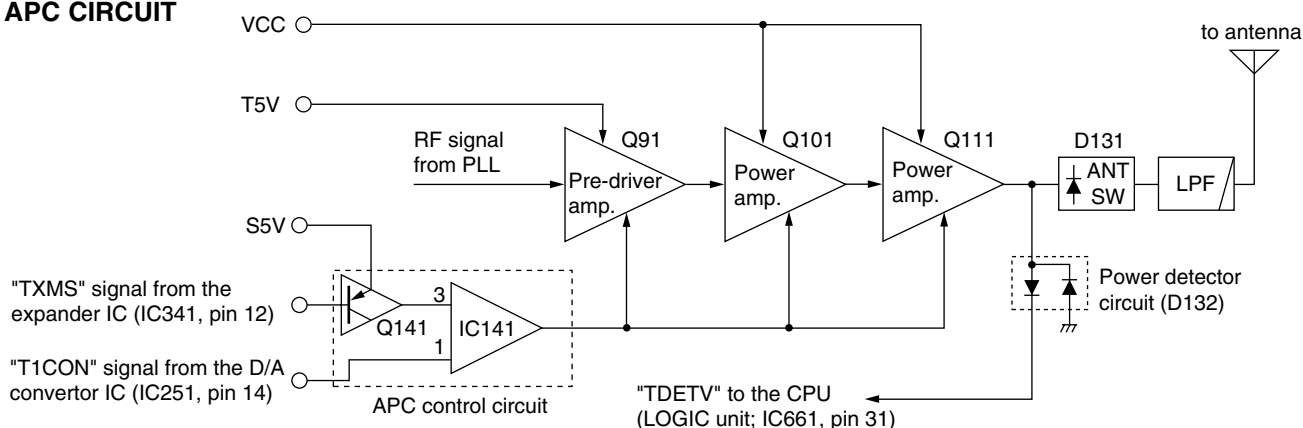 APC CIRCUIT
VCC
to antenna
T5V
RF signal
from PLL
Q91
Q101
Q111
D131
Pre-driver
amp.
Power
amp.
Power
amp.
ANT
SW
LPF
S5V
"TXMS" signal from the
expander IC (IC341, pin 12)
Q141
3
IC141
1
"T1CON" signal from the D/A
convertor IC (IC251, pin 14)
APC control circuit
Power detector
circuit (D132)
"TDETV" to the CPU
(LOGIC unit; IC661, pin 31)